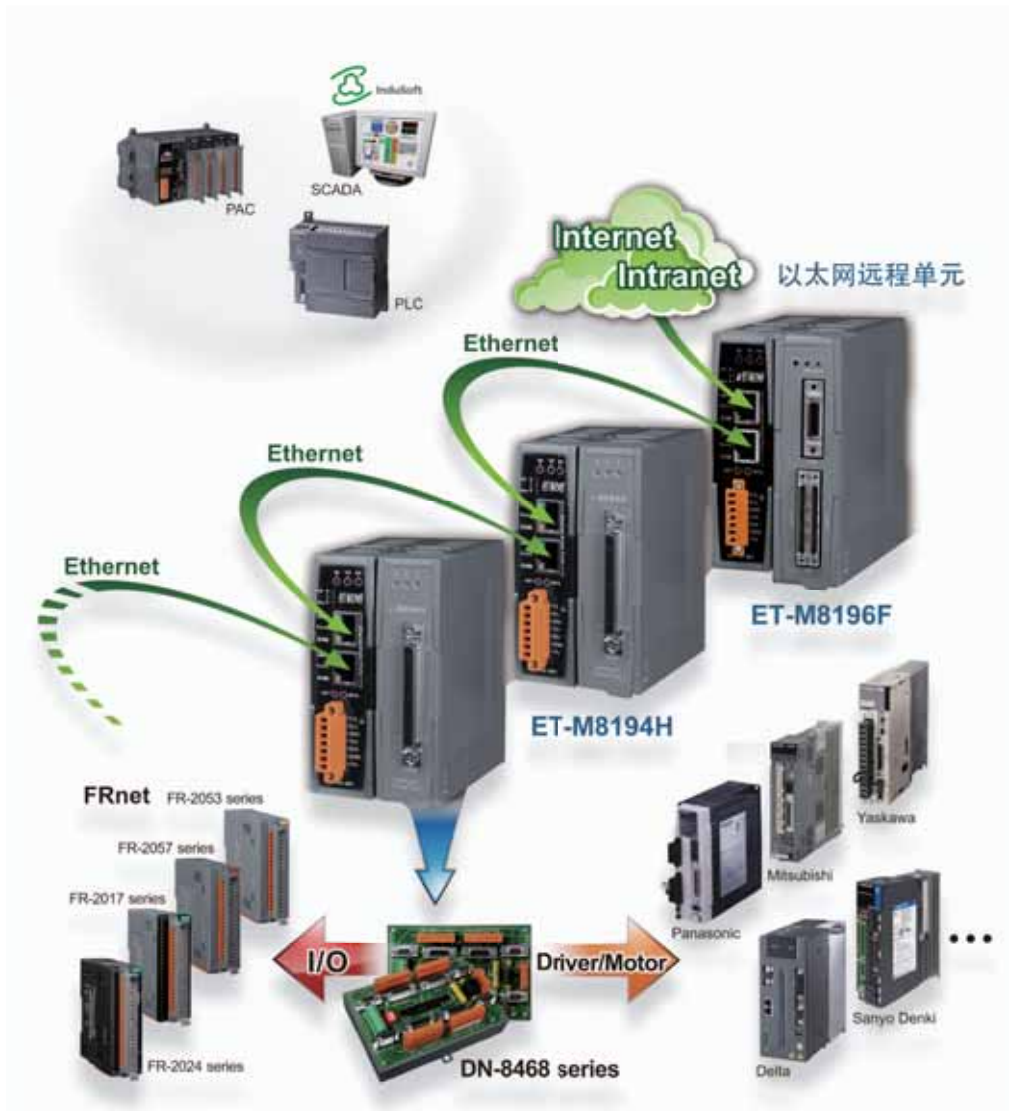 InduSoft
SCADA
PAC
PLC
Internet
Intranet
以太网远程单元
Ethernet
Ethernet
Ethernet
ET-M8196F
ET-M8194H
FRnet
FR-2053 series
FR-2057 series
FR-2017 series
FR-2024 series
I/O
Driver/Motor
DN-8468 series
Yaskawa
Mitsubishi
Panasonic
Sanyo Denki
Delta